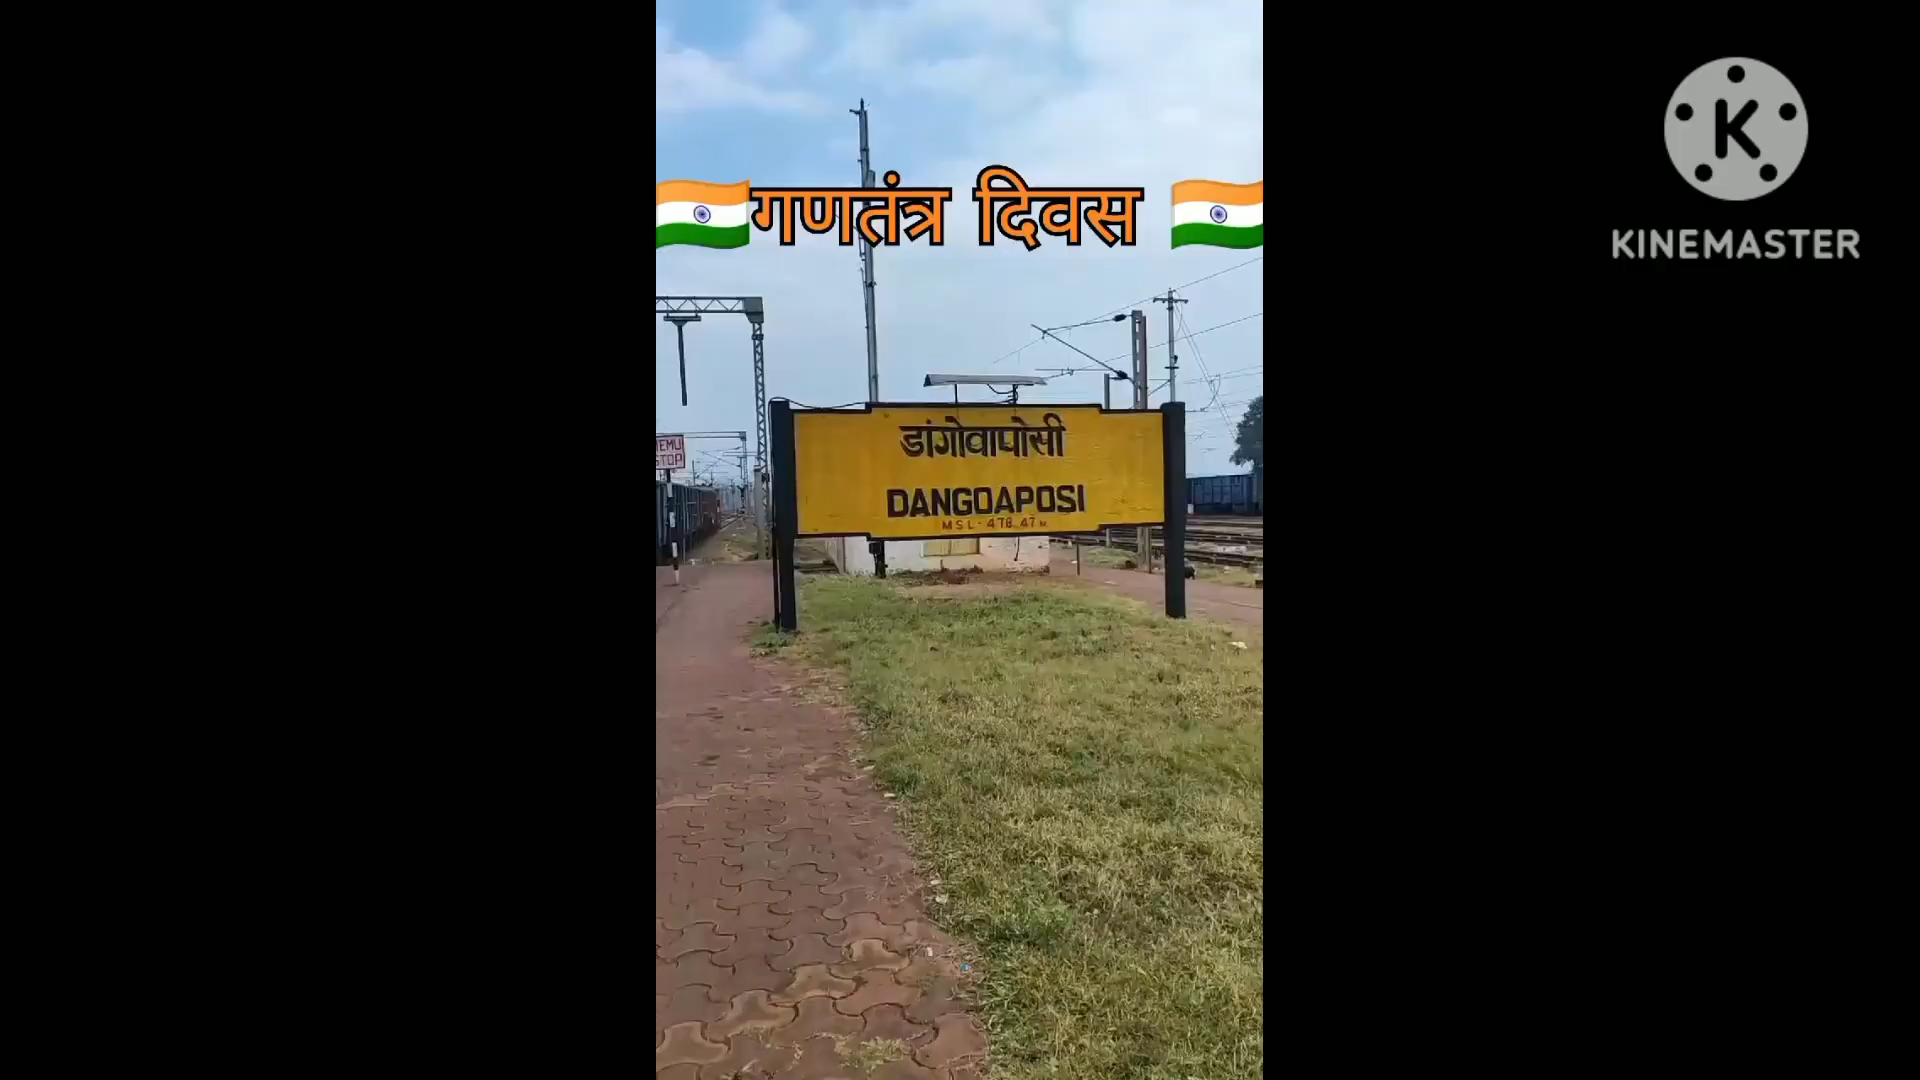 K
KINEMASTER
गणतंत्र दिवस
EMU
STOP
डांगोवापोसी
DANGOAPOSI
MSL-478.47M